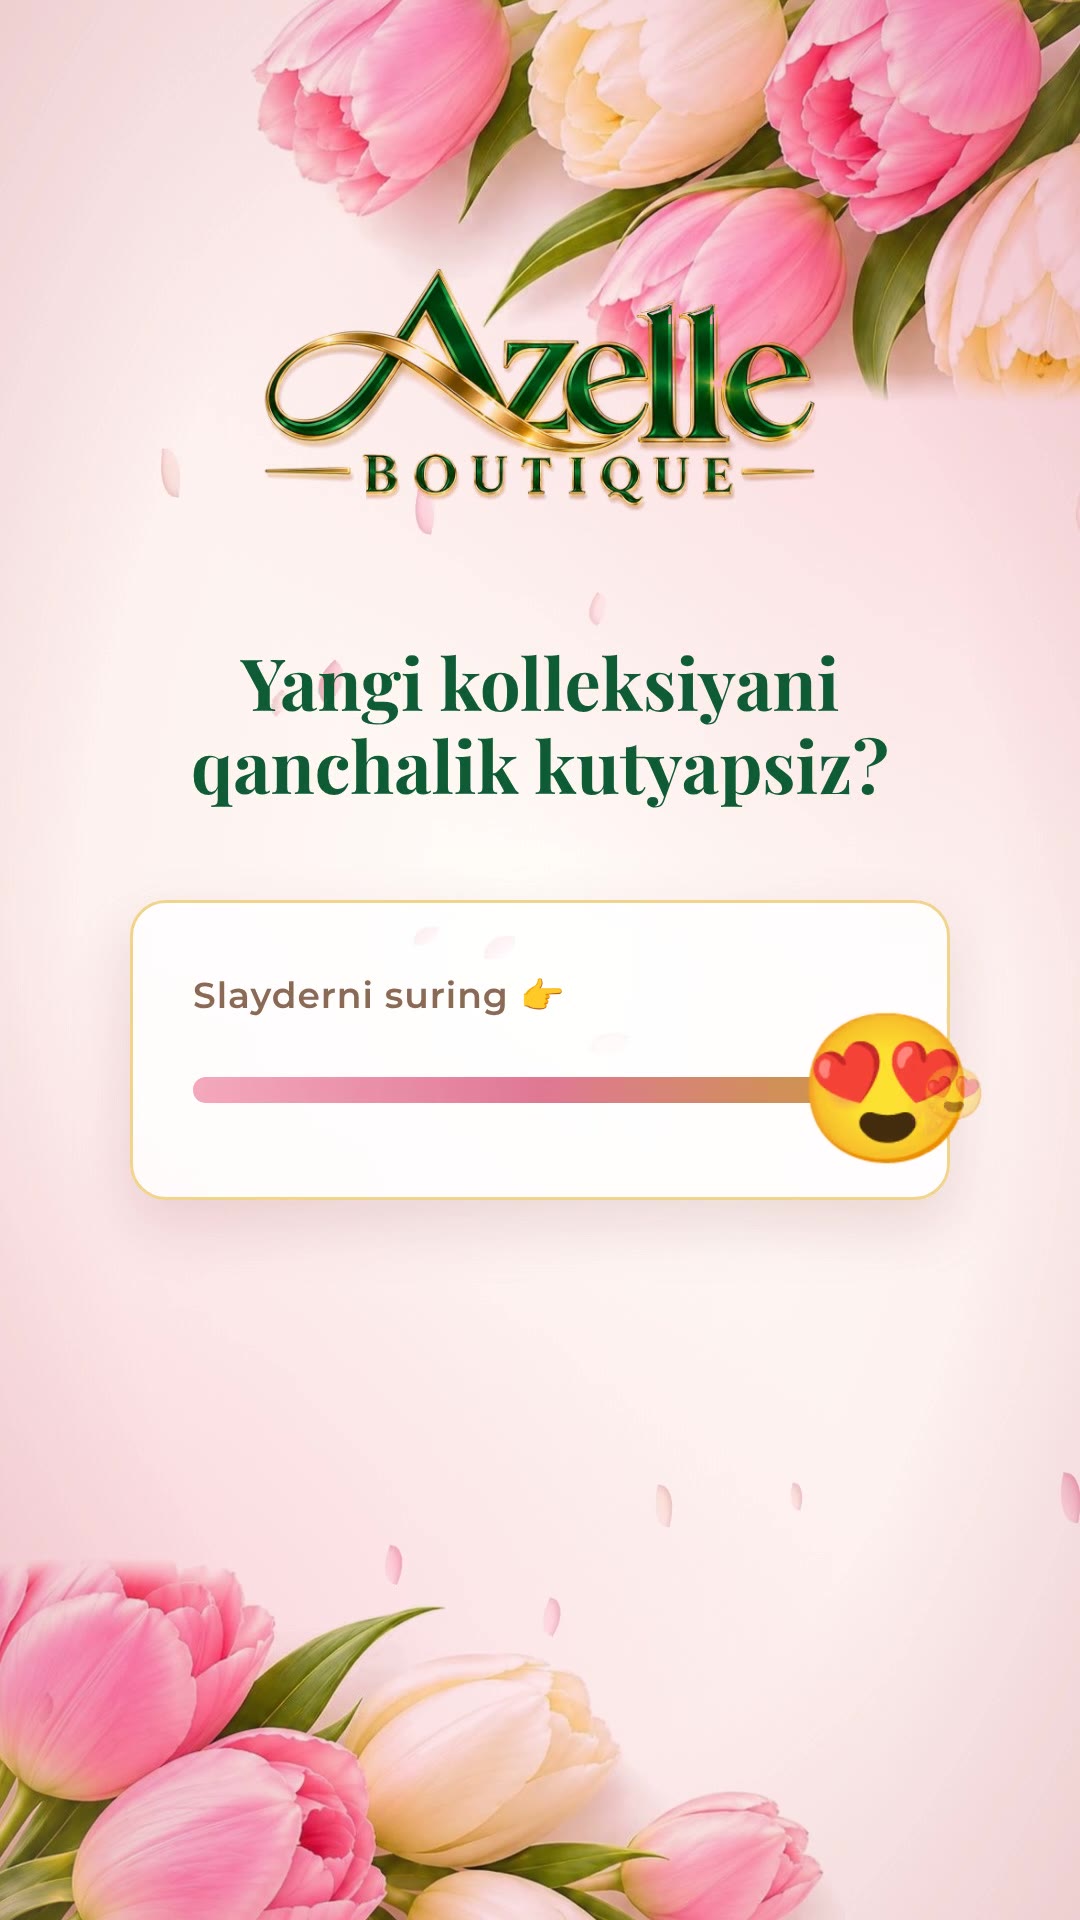 Azelle
BOUTIQUE
Yangi kolleksiyani
qanchalik kutyapsiz?
Slayderni suring 👉